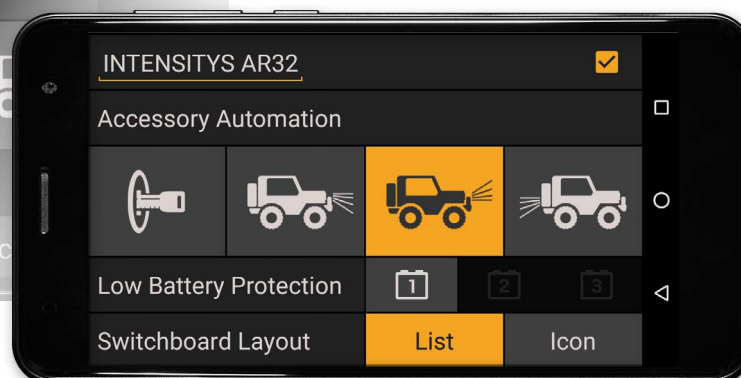 INTENSITYS AR32
Accessory Automation
Low Battery Protection 1 2 3
Switchboard Layout List Icon